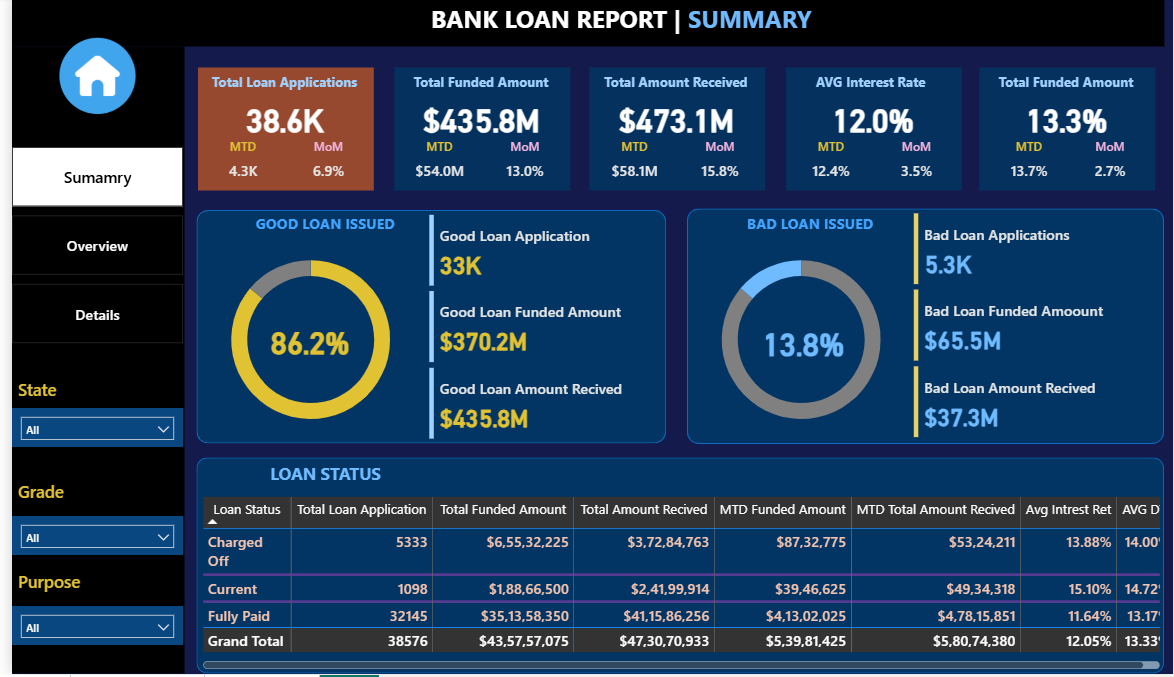 BANK LOAN REPORT | SUMMARY
Sumamry
Overview
Details
State
All
Grade
All
Purpose
All
Total Loan Applications
38.6K
MTD MoM
4.3K 6.9%
Total Funded Amount
$435.8M
MTD MoM
$54.0M 13.0%
Total Amount Received
$473.1M
MTD MoM
$58.1M 15.8%
AVG Interest Rate
12.0%
MTD MoM
12.4% 3.5%
Total Funded Amount
13.3%
MTD MoM
13.7% 2.7%
GOOD LOAN ISSUED
86.2%
Good Loan Application
33K
Good Loan Funded Amount
$370.2M
Good Loan Amount Recived
$435.8M
BAD LOAN ISSUED
13.8%
Bad Loan Applications
5.3K
Bad Loan Funded Amoount
$65.5M
Bad Loan Amount Recived
$37.3M
LOAN STATUS
Loan Status Total Loan Application Total Funded Amount Total Amount Recived MTD Funded Amount MTD Total Amount Recived Avg Intrest Ret AVG D
Charged Off 5333 $6,55,32,225 $3,72,84,763 $87,32,775 $53,24,211 13.88% 14.00
Current 1098 $1,88,66,500 $2,41,99,914 $39,46,625 $49,34,318 15.10% 14.72
Fully Paid 32145 $35,13,58,350 $41,15,86,256 $4,13,02,025 $4,78,15,851 11.64% 13.17
Grand Total 38576 $43,57,57,075 $47,30,70,933 $5,39,81,425 $5,80,74,380 12.05% 13.33